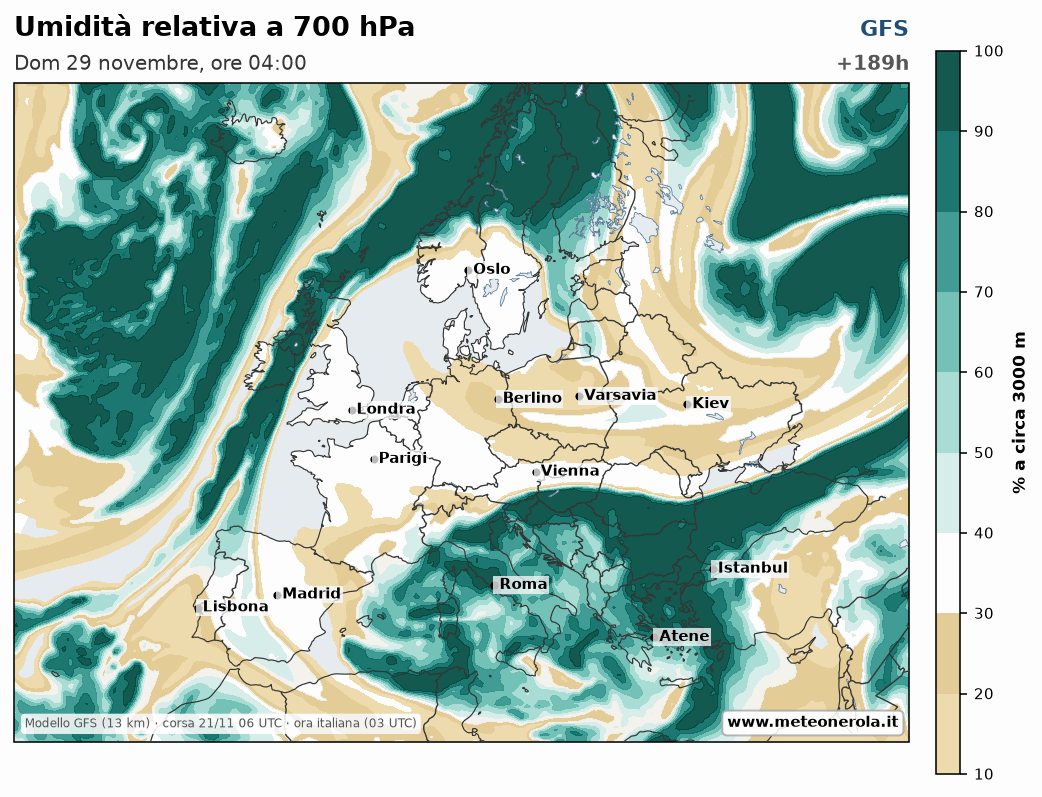 Umidità relativa a 700 hPa
GFS
Dom 29 novembre, ore 04:00
+189h
100
90
80
70
60
50
40
30
20
10
% a circa 3000 m
Oslo
Berlino
Varsavia
Kiev
Londra
Parigi
Vienna
Istanbul
Roma
Madrid
Lisbona
Atene
Modello GFS (13 km) · corsa 21/11 06 UTC · ora italiana (03 UTC)
www.meteonerola.it